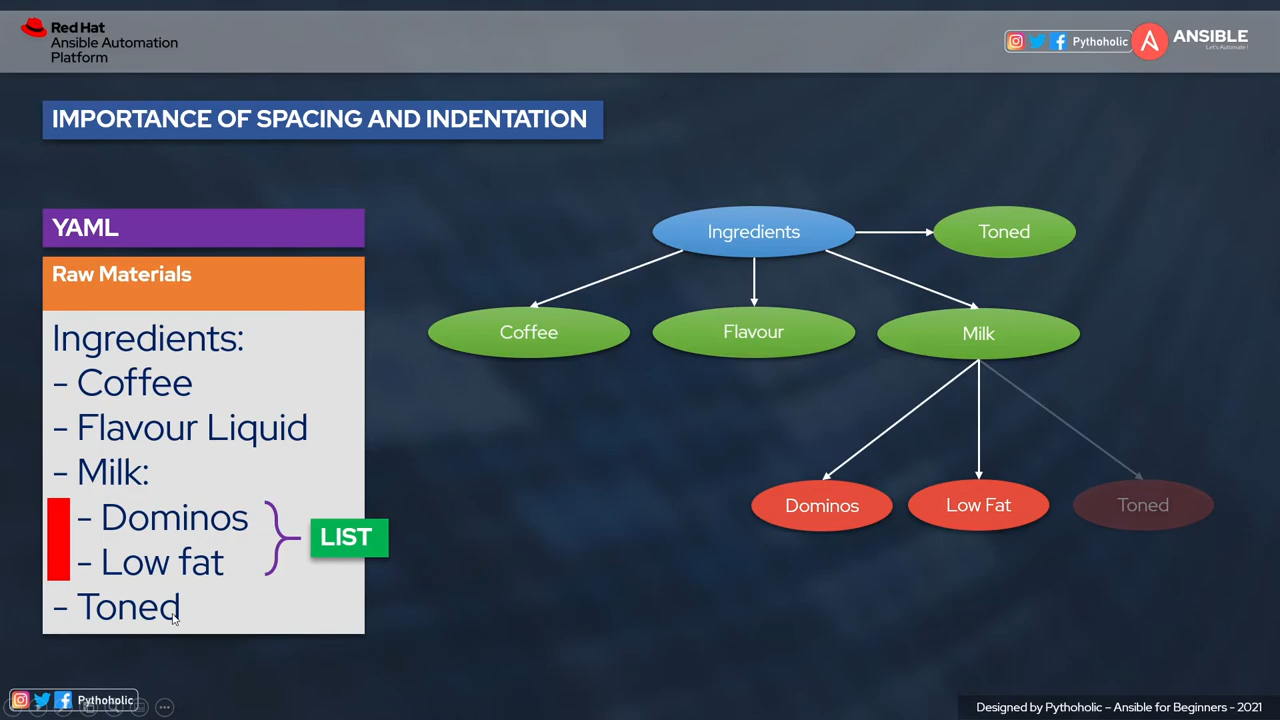 Red Hat
Ansible Automation
Platform
Pythoholic
ANSIBLE
Let's Automate !
IMPORTANCE OF SPACING AND INDENTATION
YAML
Raw Materials
Ingredients:
- Coffee
- Flavour Liquid
- Milk:
- Dominos
- Low fat
- Toned
LIST
Ingredients
Toned
Coffee
Flavour
Milk
Dominos
Low Fat
Toned
Pythoholic
Designed by Pythoholic – Ansible for Beginners - 2021